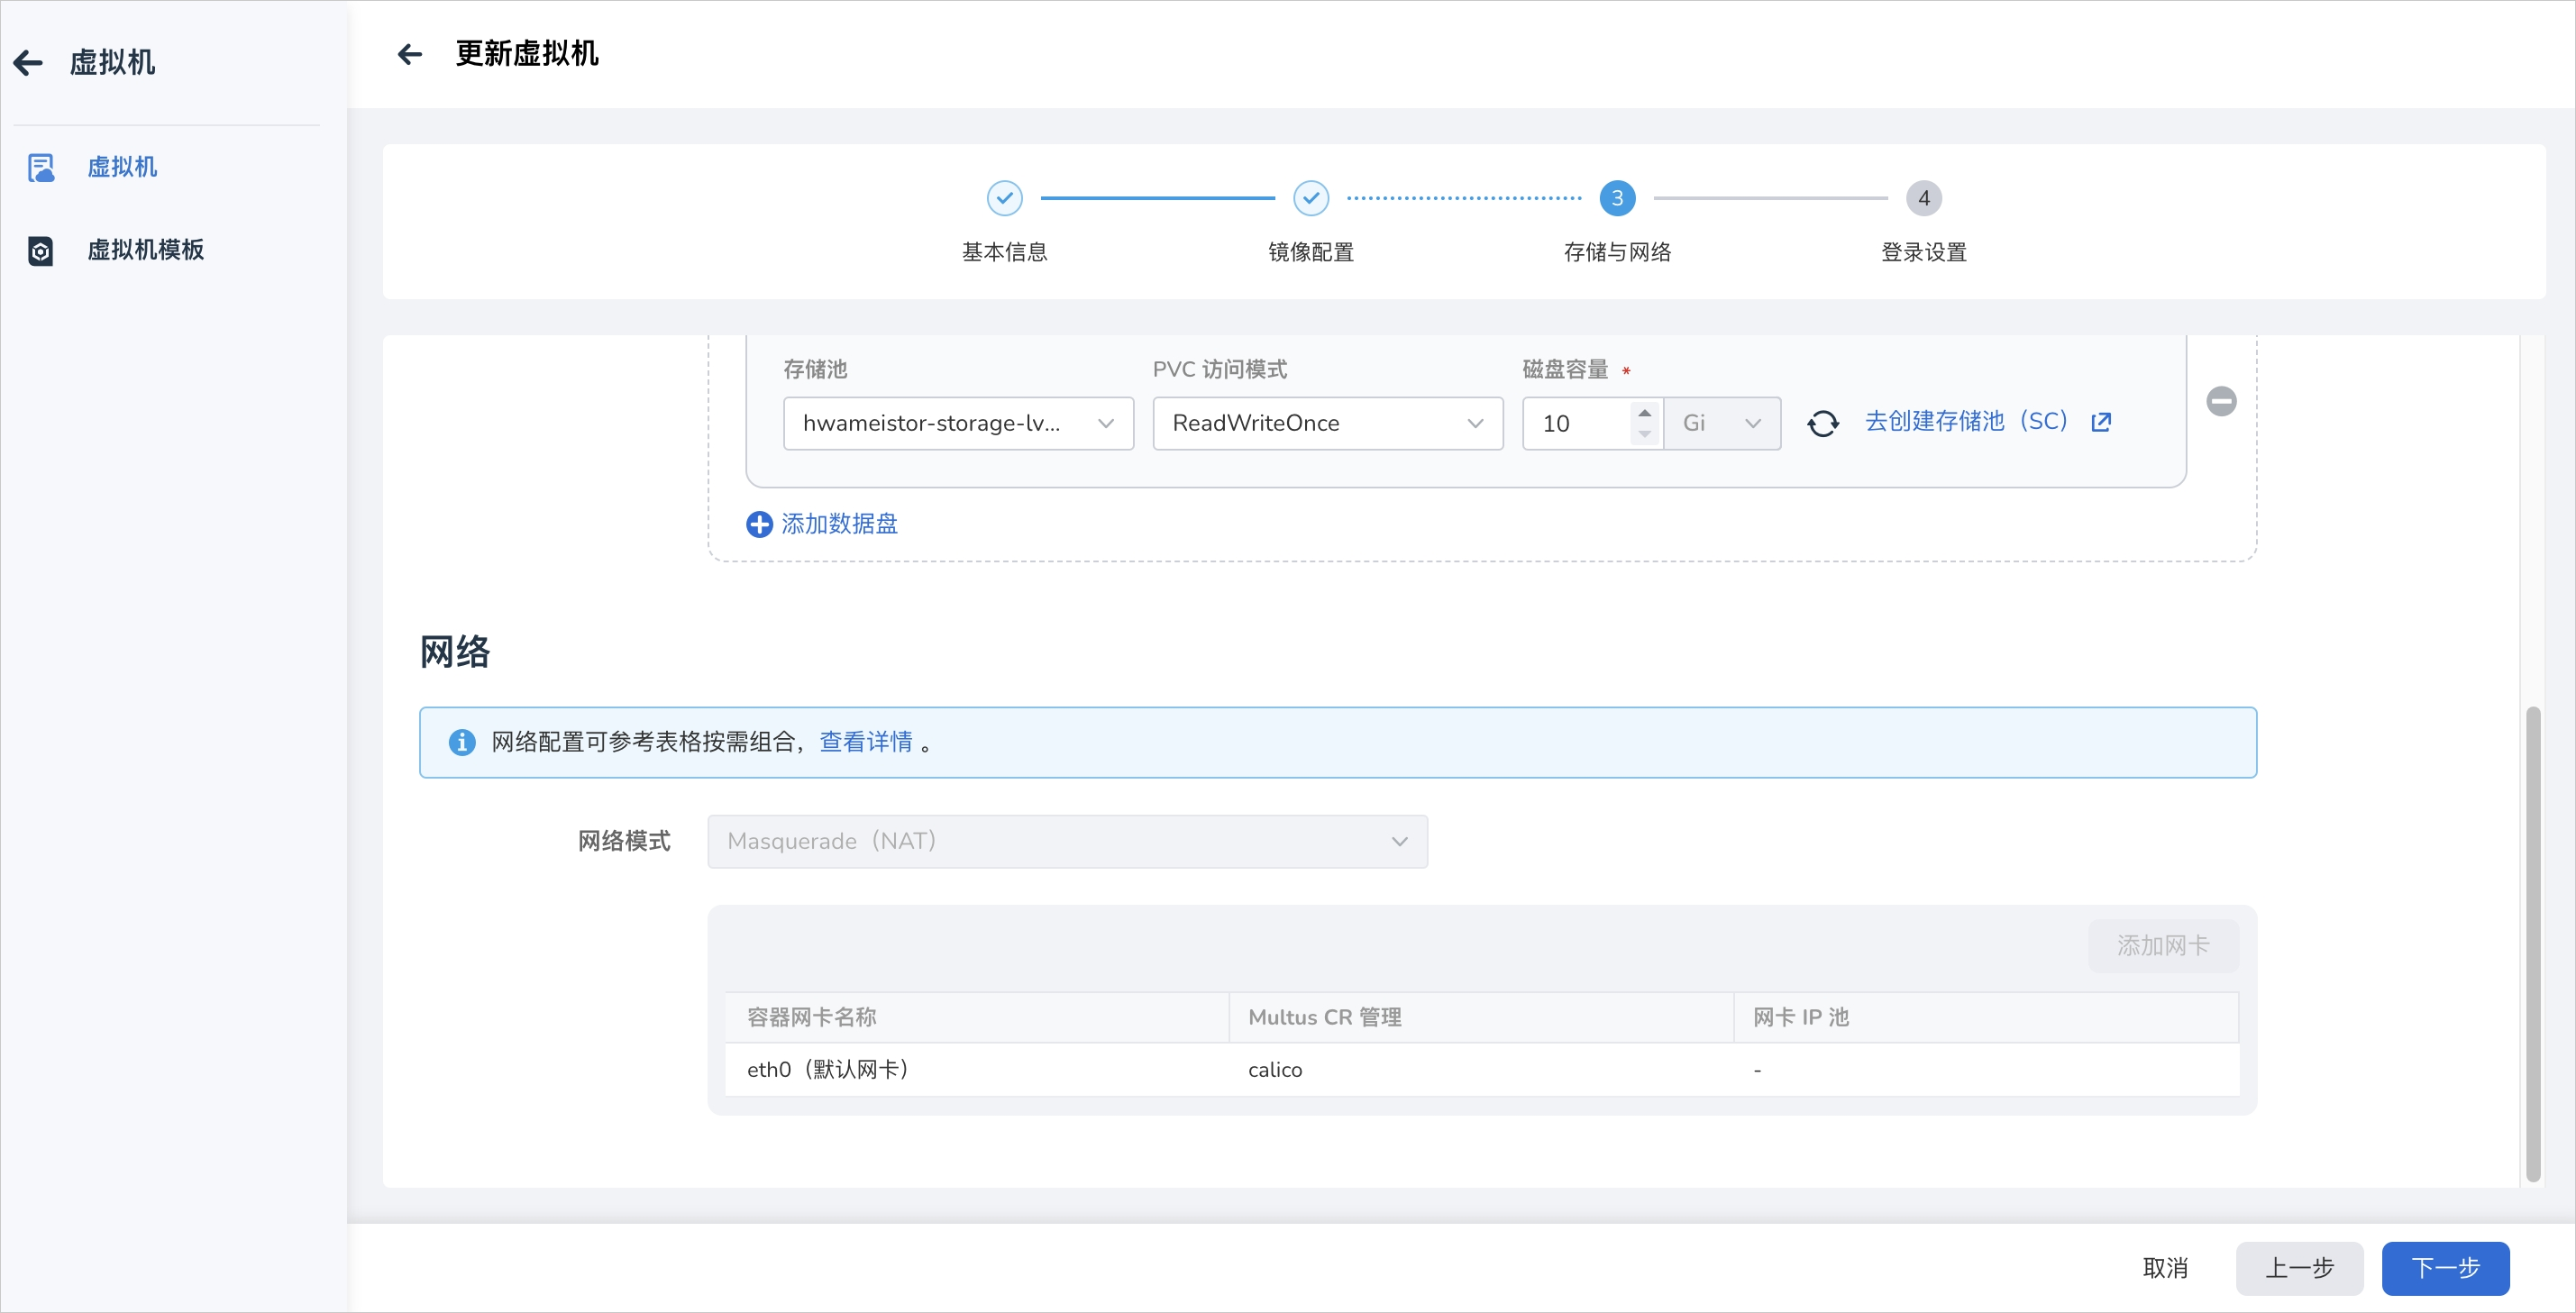 虚拟机
虚拟机
虚拟机模板
更新虚拟机
3
4
基本信息
镜像配置
存储与网络
登录设置
存储池
PVC 访问模式
磁盘容量 *
hwameistor-storage-lv...
ReadWriteOnce
10
Gi
去创建存储池（SC）
添加数据盘
网络
网络配置可参考表格按需组合，查看详情 。
网络模式
Masquerade（NAT）
添加网卡
容器网卡名称
Multus CR 管理
网卡 IP 池
eth0（默认网卡）
calico
-
取消
上一步
下一步